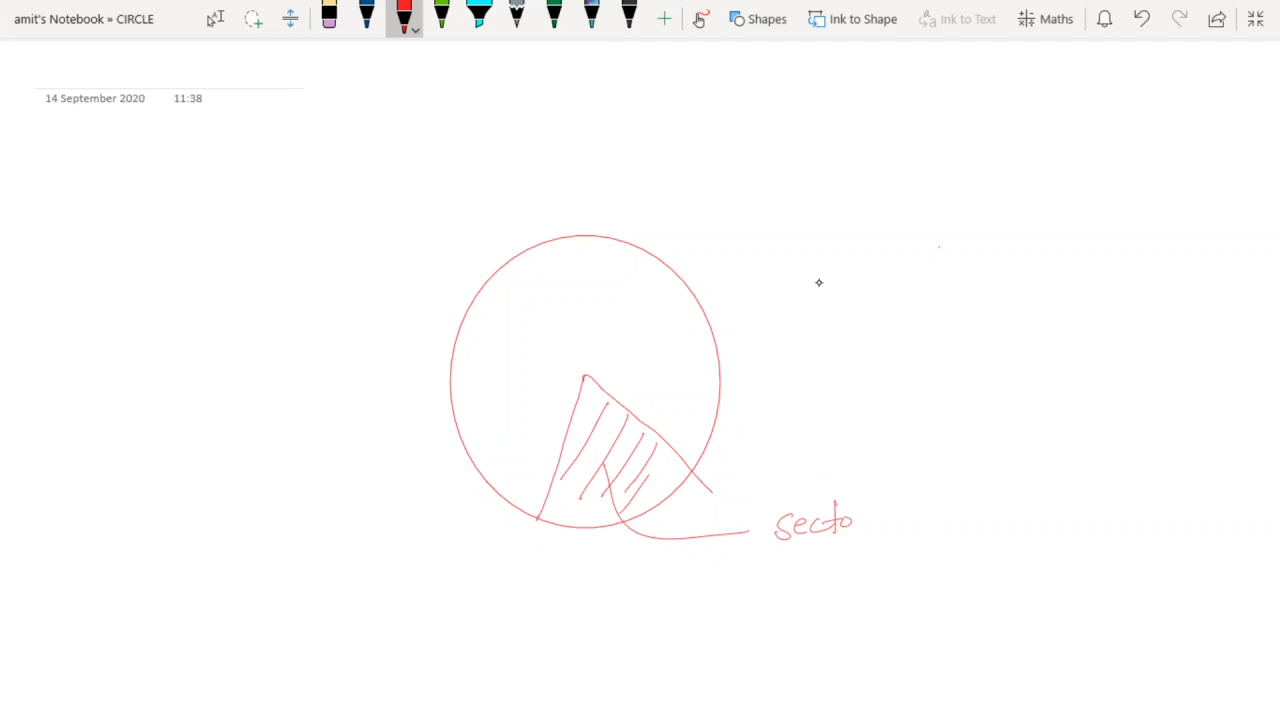 amit's Notebook » CIRCLE
Shapes
Ink to Shape
Ink to Text
Maths
14 September 2020 11:38
secto